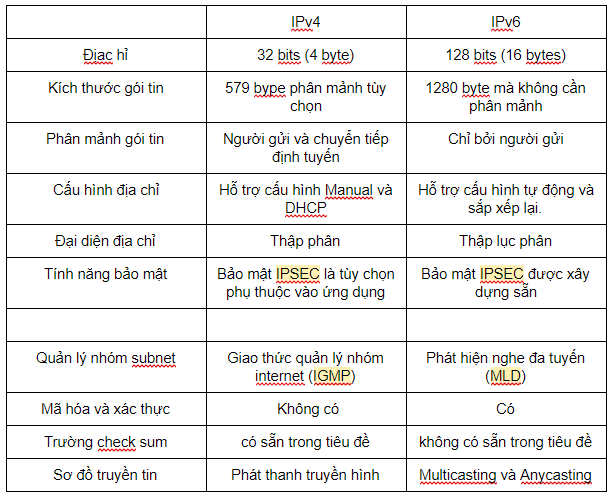 IPv4 IPv6
Điac hỉ 32 bits (4 byte) 128 bits (16 bytes)
Kích thước gói tin 579 bype phân mảnh tùy 1280 byte mà không cần
chọn phân mảnh
Phân mảnh gói tin Người gửi và chuyển tiếp Chỉ bởi người gửi
định tuyến
Cấu hình địa chỉ Hỗ trợ cấu hình Manual và Hỗ trợ cấu hình tự động và
DHCP sắp xếp lại.
Đại diện địa chỉ Thập phân Thập lục phân
Tính năng bảo mật Bảo mật IPSEC là tùy chọn Bảo mật IPSEC được xây
phụ thuộc vào ứng dụng dựng sẵn
Quản lý nhóm subnet Giao thức quản lý nhóm Phát hiện nghe đa tuyến
internet (IGMP) (MLD)
Mã hóa và xác thực Không có Có
Trường check sum có sẵn trong tiêu đề không có sẵn trong tiêu đề
Sơ đồ truyền tin Phát thanh truyền hình Multicasting và Anycasting